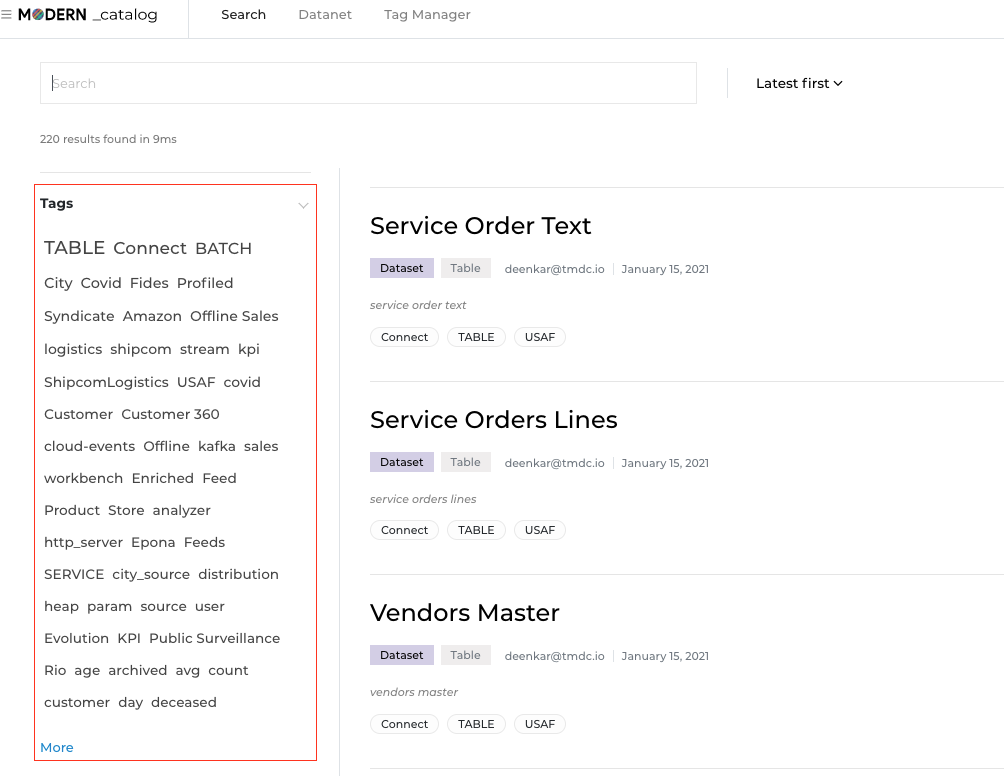 MODERN _catalog Search Datanet Tag Manager
Search
Latest first
220 results found in 9ms
Tags
TABLE Connect BATCH
City Covid Fides Profiled
Syndicate Amazon Offline Sales
logistics shipcom stream kpi
ShipcomLogistics USAF covid
Customer Customer 360
cloud-events Offline kafka sales
workbench Enriched Feed
Product Store analyzer
http_server Epona Feeds
SERVICE city_source distribution
heap param source user
Evolution KPI Public Surveillance
Rio age archived avg count
customer day deceased
More
Service Order Text
Dataset Table deenkar@tmdc.io January 15, 2021
service order text
Connect TABLE USAF
Service Orders Lines
Dataset Table deenkar@tmdc.io January 15, 2021
service orders lines
Connect TABLE USAF
Vendors Master
Dataset Table deenkar@tmdc.io January 15, 2021
vendors master
Connect TABLE USAF